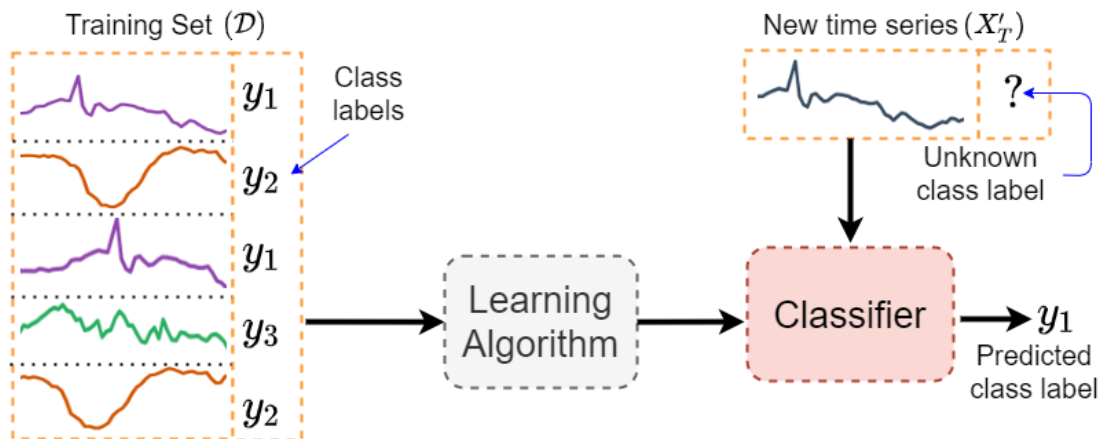 Training Set (𝒟)
y₁
y₂
y₁
y₃
y₂
Class
labels
Learning
Algorithm
New time series (X′_T)
?
Unknown
class label
Classifier
y₁
Predicted
class label